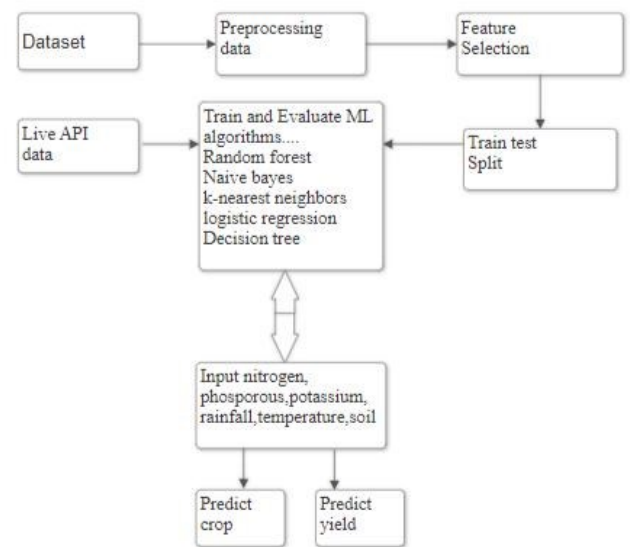 Dataset
Preprocessing
data
Feature
Selection
Live API
data
Train and Evaluate ML
algorithms....
Random forest
Naive bayes
k-nearest neighbors
logistic regression
Decision tree
Train test
Split
Input nitrogen,
phosporous,potassium,
rainfall,temperature,soil
Predict
crop
Predict
yield